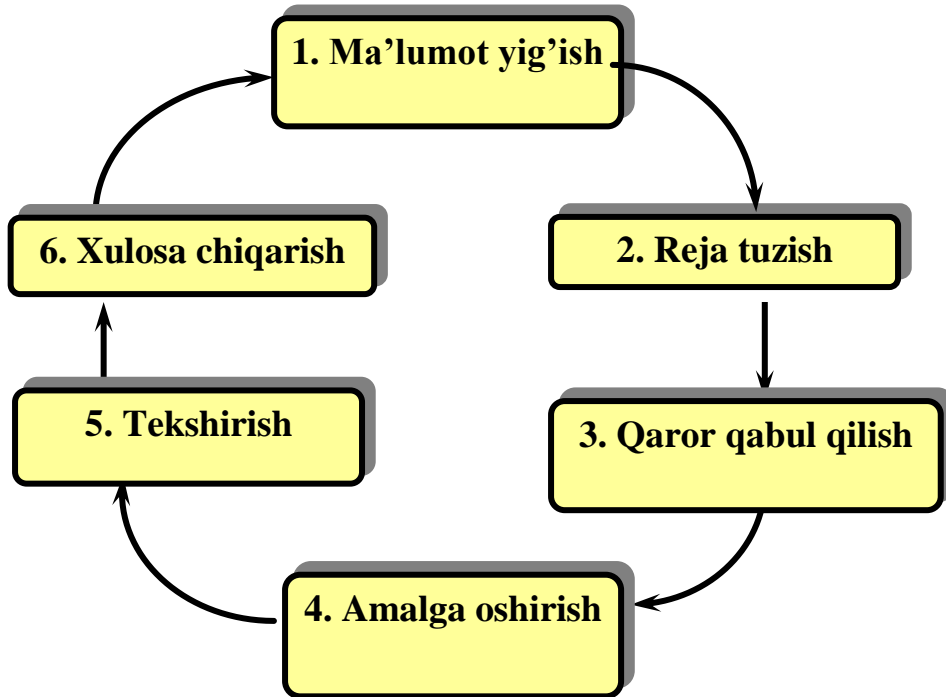 1. Ma’lumot yig’ish
2. Reja tuzish
3. Qaror qabul qilish
4. Amalga oshirish
5. Tekshirish
6. Xulosa chiqarish